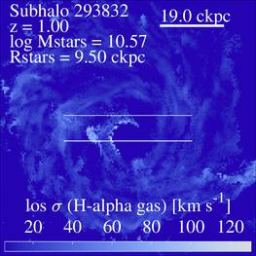 Subhalo 293832
19.0 ckpc
z = 1.00
log Mstars = 10.57
Rstars = 9.50 ckpc
los σ (H-alpha gas) [km s⁻¹]
20 40 60 80 100 120